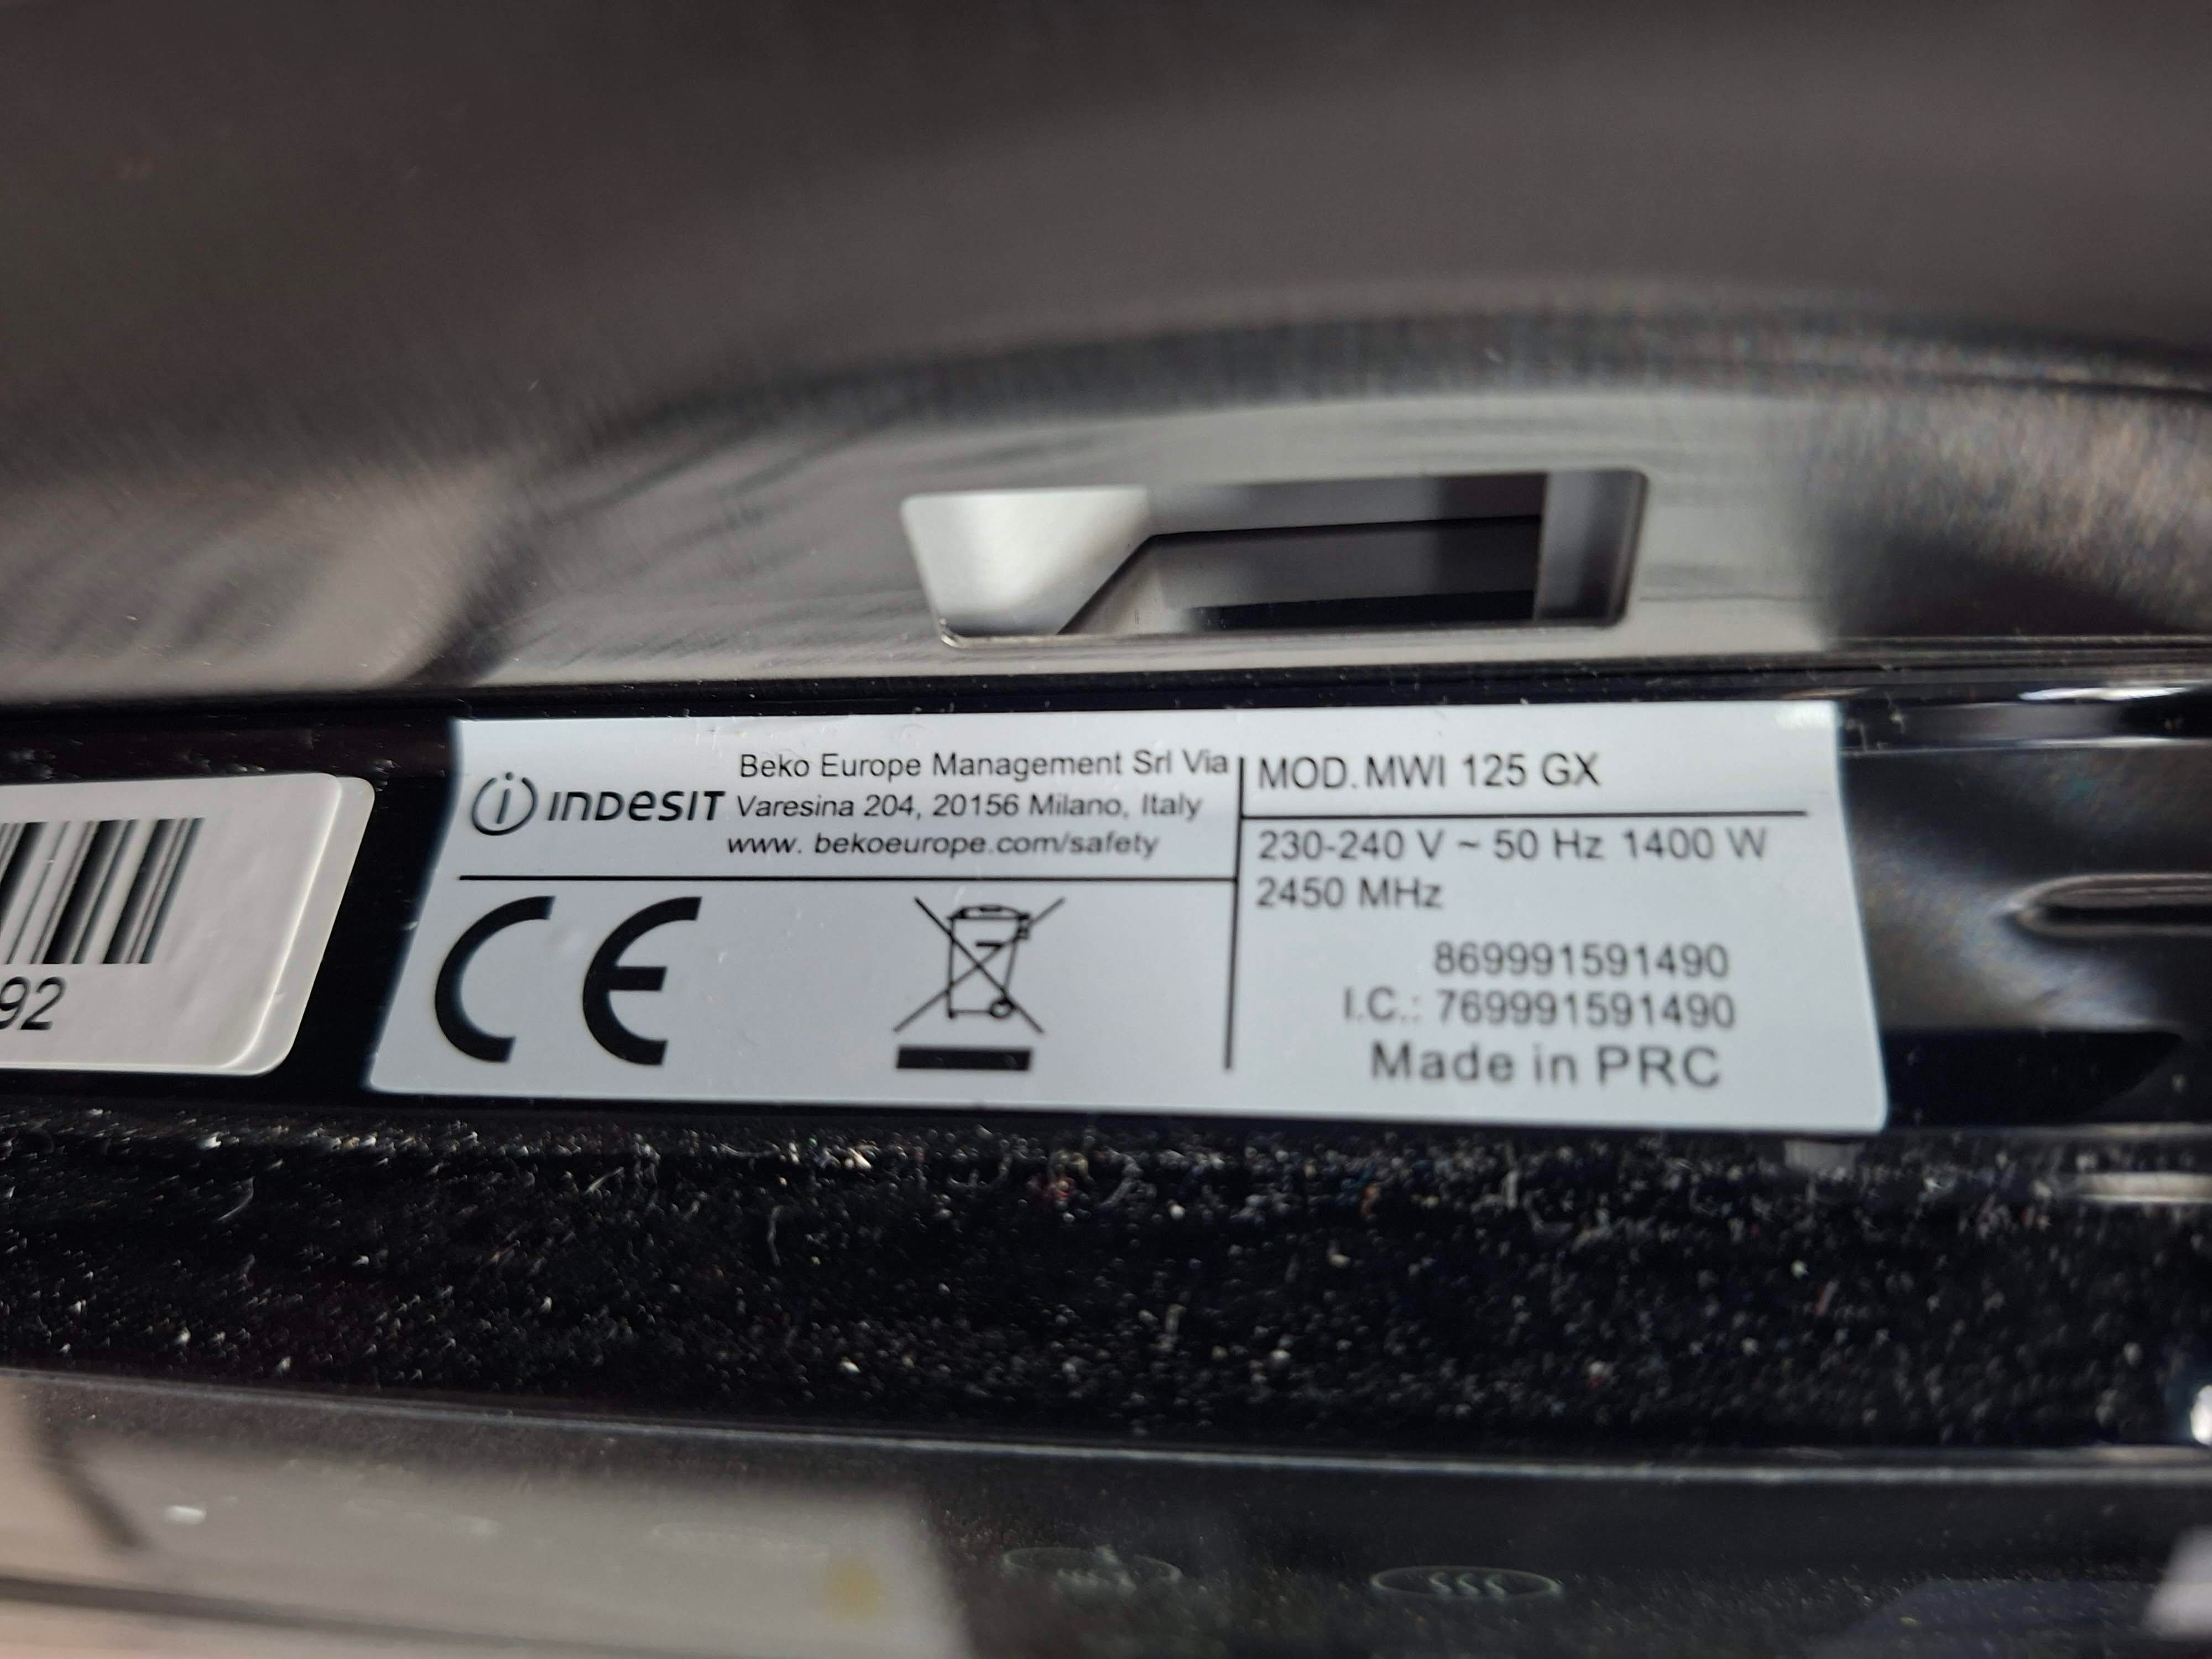 Beko Europe Management Srl Via
INDESIT Varesina 204, 20156 Milano, Italy
www. bekoeurope.com/safety
CE
MOD. MWI 125 GX
230-240 V ~ 50 Hz 1400 W
2450 MHz
869991591490
I.C.: 769991591490
Made in PRC
92